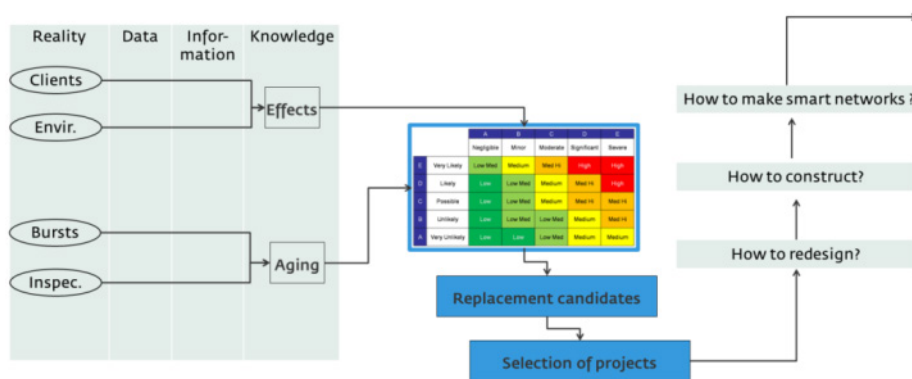 Reality Data Infor- Knowledge
mation
Clients
Envir.
Effects
Bursts
Inspec.
Aging
A B C D E
Negligible Minor Moderate Significant Severe
E Very Likely Low Med Medium Med Hi High High
D Likely Low Low Med Medium Med Hi High
C Possible Low Low Med Medium Med Hi Med Hi
B Unlikely Low Low Med Low Med Medium Med Hi
A Very Unlikely Low Low Low Med Medium Medium
Replacement candidates
Selection of projects
How to make smart networks ?
How to construct?
How to redesign?